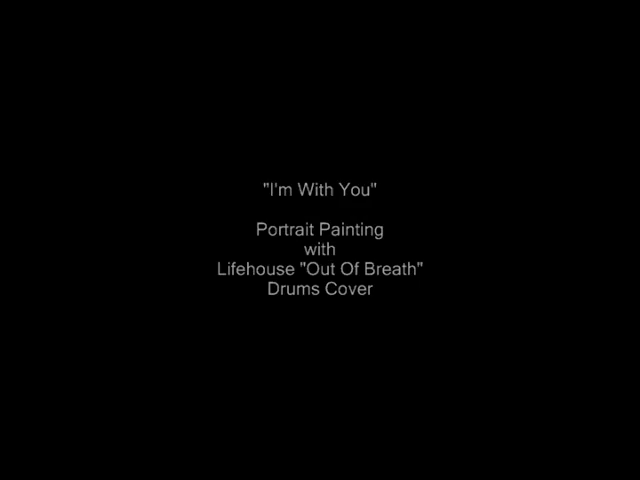 "I'm With You"
Portrait Painting
with
Lifehouse "Out Of Breath"
Drums Cover